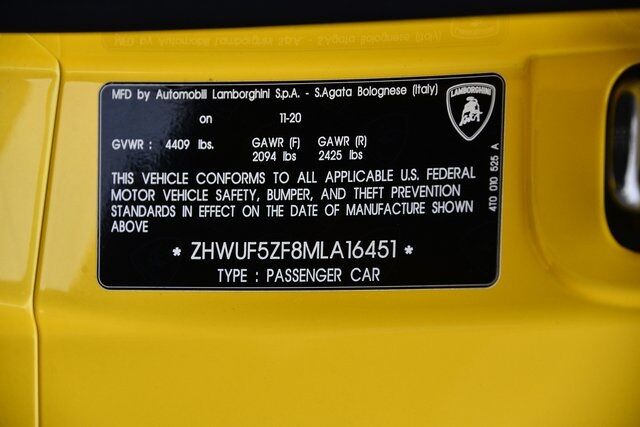 MFD by Automobili Lamborghini S.p.A. - S.Agata Bolognese (Italy)
on 11-20
LAMBORGHINI
GVWR : 4409 lbs. GAWR (F) GAWR (R)
2094 lbs 2425 lbs
THIS VEHICLE CONFORMS TO ALL APPLICABLE U.S. FEDERAL
MOTOR VEHICLE SAFETY, BUMPER, AND THEFT PREVENTION
STANDARDS IN EFFECT ON THE DATE OF MANUFACTURE SHOWN
ABOVE
* ZHWUF5ZF8MLA16451 *
TYPE : PASSENGER CAR
4T0 010 525 A